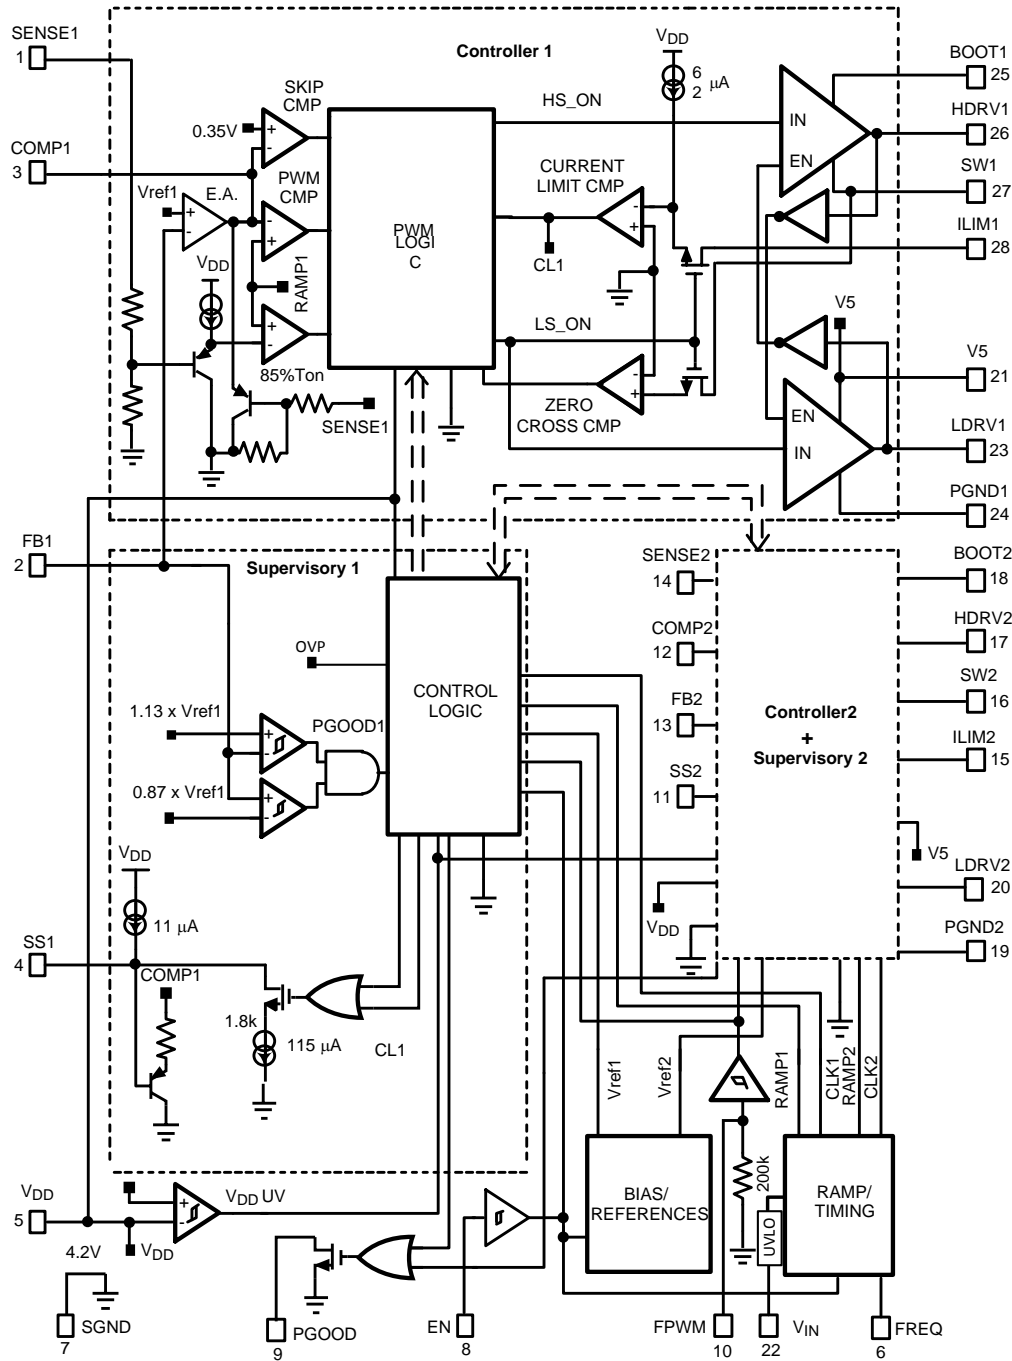 SENSE1
1
Controller 1
VDD
6
2
μA
BOOT1
25
SKIP
CMP
0.35V
HS_ON
IN
EN
HDRV1
26
COMP1
3
Vref1
E.A.
PWM
CMP
CURRENT
LIMIT CMP
SW1
27
PWM
LOGI
C
CL1
ILIM1
28
VDD
RAMP1
LS_ON
V5
V5
21
85%Ton
SENSE1
ZERO
CROSS CMP
EN
IN
LDRV1
23
PGND1
24
FB1
2
Supervisory 1
SENSE2
14
BOOT2
18
OVP
CONTROL
LOGIC
COMP2
12
HDRV2
17
1.13 x Vref1
PGOOD1
FB2
13
Controller2
+
Supervisory 2
SW2
16
0.87 x Vref1
SS2
11
ILIM2
15
VDD
V5
11 μA
LDRV2
20
SS1
4
VDD
PGND2
19
COMP1
1.8k
115 μA
CL1
Vref1
Vref2
RAMP1
CLK1
RAMP2
CLK2
200k
VDD
5
VDD UV
4.2V
VDD
BIAS/
REFERENCES
UVLO
RAMP/
TIMING
SGND
7
PGOOD
9
EN
8
FPWM
10
VIN
22
FREQ
6